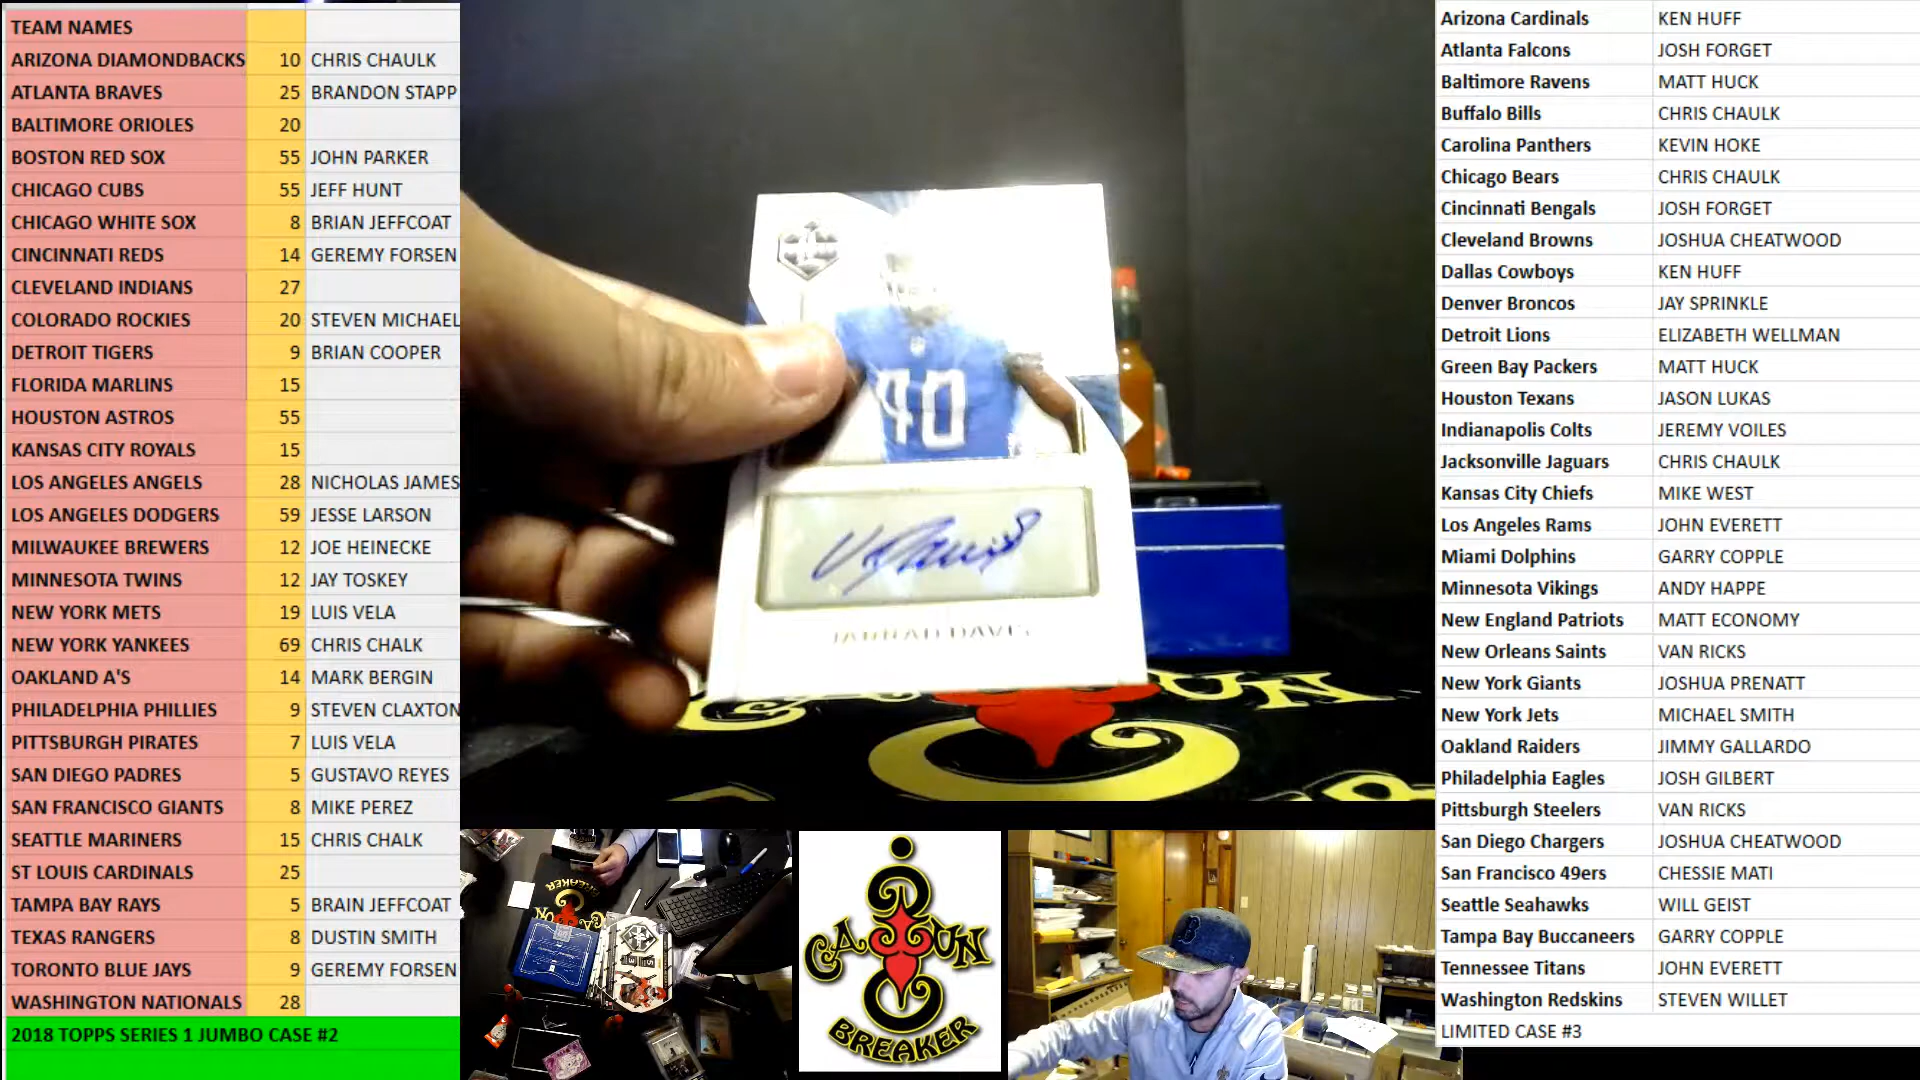 TEAM NAMES
ARIZONA DIAMONDBACKS 10 CHRIS CHAULK
ATLANTA BRAVES 25 BRANDON STAPP
BALTIMORE ORIOLES 20
BOSTON RED SOX 55 JOHN PARKER
CHICAGO CUBS 55 JEFF HUNT
CHICAGO WHITE SOX 8 BRIAN JEFFCOAT
CINCINNATI REDS 14 GEREMY FORSEN
CLEVELAND INDIANS 27
COLORADO ROCKIES 20 STEVEN MICHAEL
DETROIT TIGERS 9 BRIAN COOPER
FLORIDA MARLINS 15
HOUSTON ASTROS 55
KANSAS CITY ROYALS 15
LOS ANGELES ANGELS 28 NICHOLAS JAMES
LOS ANGELES DODGERS 59 JESSE LARSON
MILWAUKEE BREWERS 12 JOE HEINECKE
MINNESOTA TWINS 12 JAY TOSKEY
NEW YORK METS 19 LUIS VELA
NEW YORK YANKEES 69 CHRIS CHALK
OAKLAND A'S 14 MARK BERGIN
PHILADELPHIA PHILLIES 9 STEVEN CLAXTON
PITTSBURGH PIRATES 7 LUIS VELA
SAN DIEGO PADRES 5 GUSTAVO REYES
SAN FRANCISCO GIANTS 8 MIKE PEREZ
SEATTLE MARINERS 15 CHRIS CHALK
ST LOUIS CARDINALS 25
TAMPA BAY RAYS 5 BRAIN JEFFCOAT
TEXAS RANGERS 8 DUSTIN SMITH
TORONTO BLUE JAYS 9 GEREMY FORSEN
WASHINGTON NATIONALS 28
2018 TOPPS SERIES 1 JUMBO CASE #2
40
JARRAD DAVIS
CAJUN
BREAKER
Arizona Cardinals KEN HUFF
Atlanta Falcons JOSH FORGET
Baltimore Ravens MATT HUCK
Buffalo Bills CHRIS CHAULK
Carolina Panthers KEVIN HOKE
Chicago Bears CHRIS CHAULK
Cincinnati Bengals JOSH FORGET
Cleveland Browns JOSHUA CHEATWOOD
Dallas Cowboys KEN HUFF
Denver Broncos JAY SPRINKLE
Detroit Lions ELIZABETH WELLMAN
Green Bay Packers MATT HUCK
Houston Texans JASON LUKAS
Indianapolis Colts JEREMY VOILES
Jacksonville Jaguars CHRIS CHAULK
Kansas City Chiefs MIKE WEST
Los Angeles Rams JOHN EVERETT
Miami Dolphins GARRY COPPLE
Minnesota Vikings ANDY HAPPE
New England Patriots MATT ECONOMY
New Orleans Saints VAN RICKS
New York Giants JOSHUA PRENATT
New York Jets MICHAEL SMITH
Oakland Raiders JIMMY GALLARDO
Philadelphia Eagles JOSH GILBERT
Pittsburgh Steelers VAN RICKS
San Diego Chargers JOSHUA CHEATWOOD
San Francisco 49ers CHESSIE MATI
Seattle Seahawks WILL GEIST
Tampa Bay Buccaneers GARRY COPPLE
Tennessee Titans JOHN EVERETT
Washington Redskins STEVEN WILLET
LIMITED CASE #3